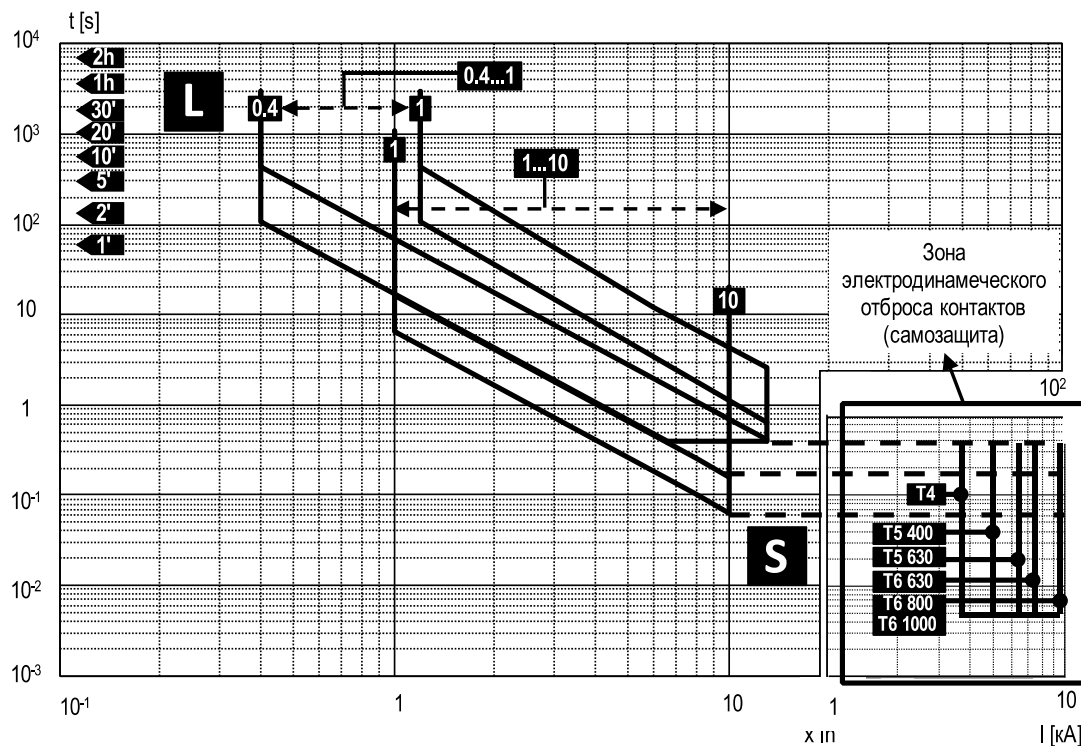 t [s]
10⁴
2h
1h
30'
20'
10'
5'
2'
1'
L
0.4
0.4...1
1
1
1...10
10³
10²
10
10
1
10⁻¹
10⁻²
10⁻³
Зона
электродинамеческого
отброса контактов
(самозащита)
10²
T4
T5 400
T5 630
T6 630
T6 800
T6 1000
S
10⁻¹
1
10
x In
1
10
I [кА]